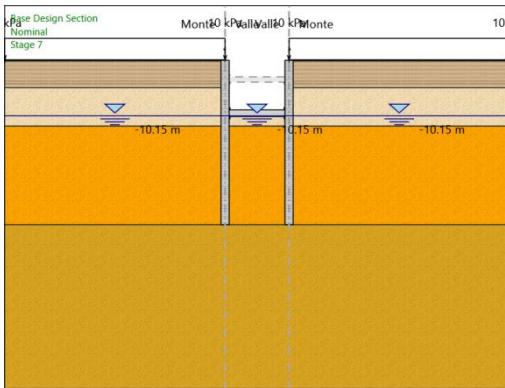 Base Design Section
kPa
Monte
10 kPa
Valle
Valle
10 kPa
Monte
10
Nominal
Stage 7
-10.15 m
-10.15 m
-10.15 m